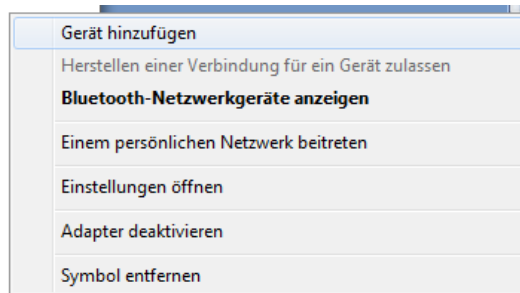 Gerät hinzufügen
Herstellen einer Verbindung für ein Gerät zulassen
Bluetooth-Netzwerkgeräte anzeigen
Einem persönlichen Netzwerk beitreten
Einstellungen öffnen
Adapter deaktivieren
Symbol entfernen